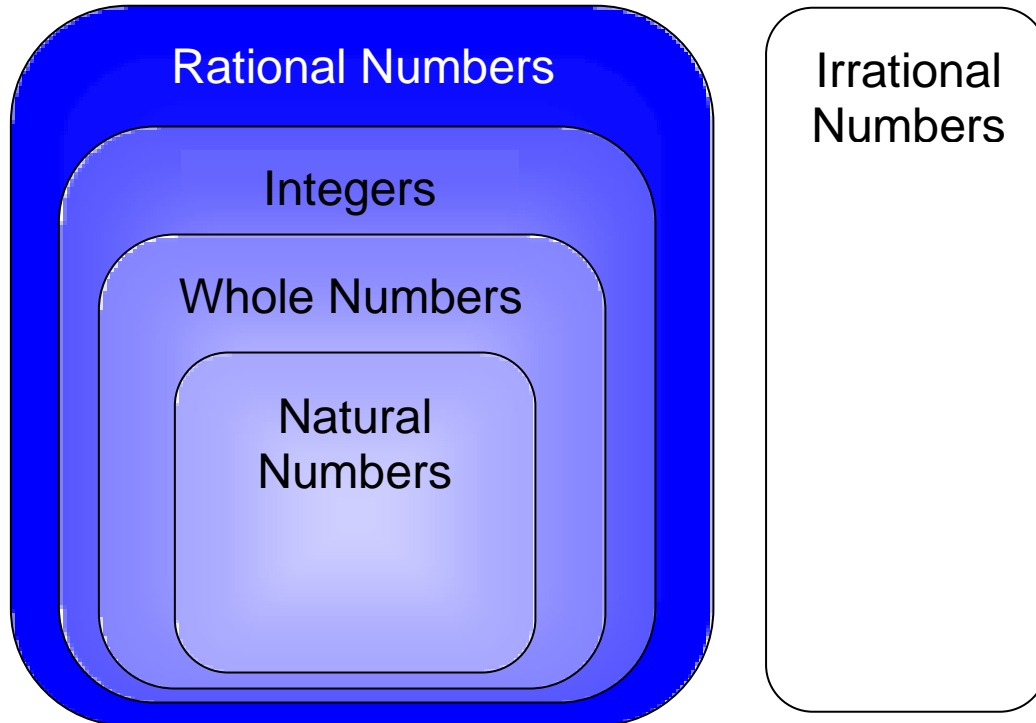 Rational Numbers
Integers
Whole Numbers
Natural
Numbers
Irrational
Numbers